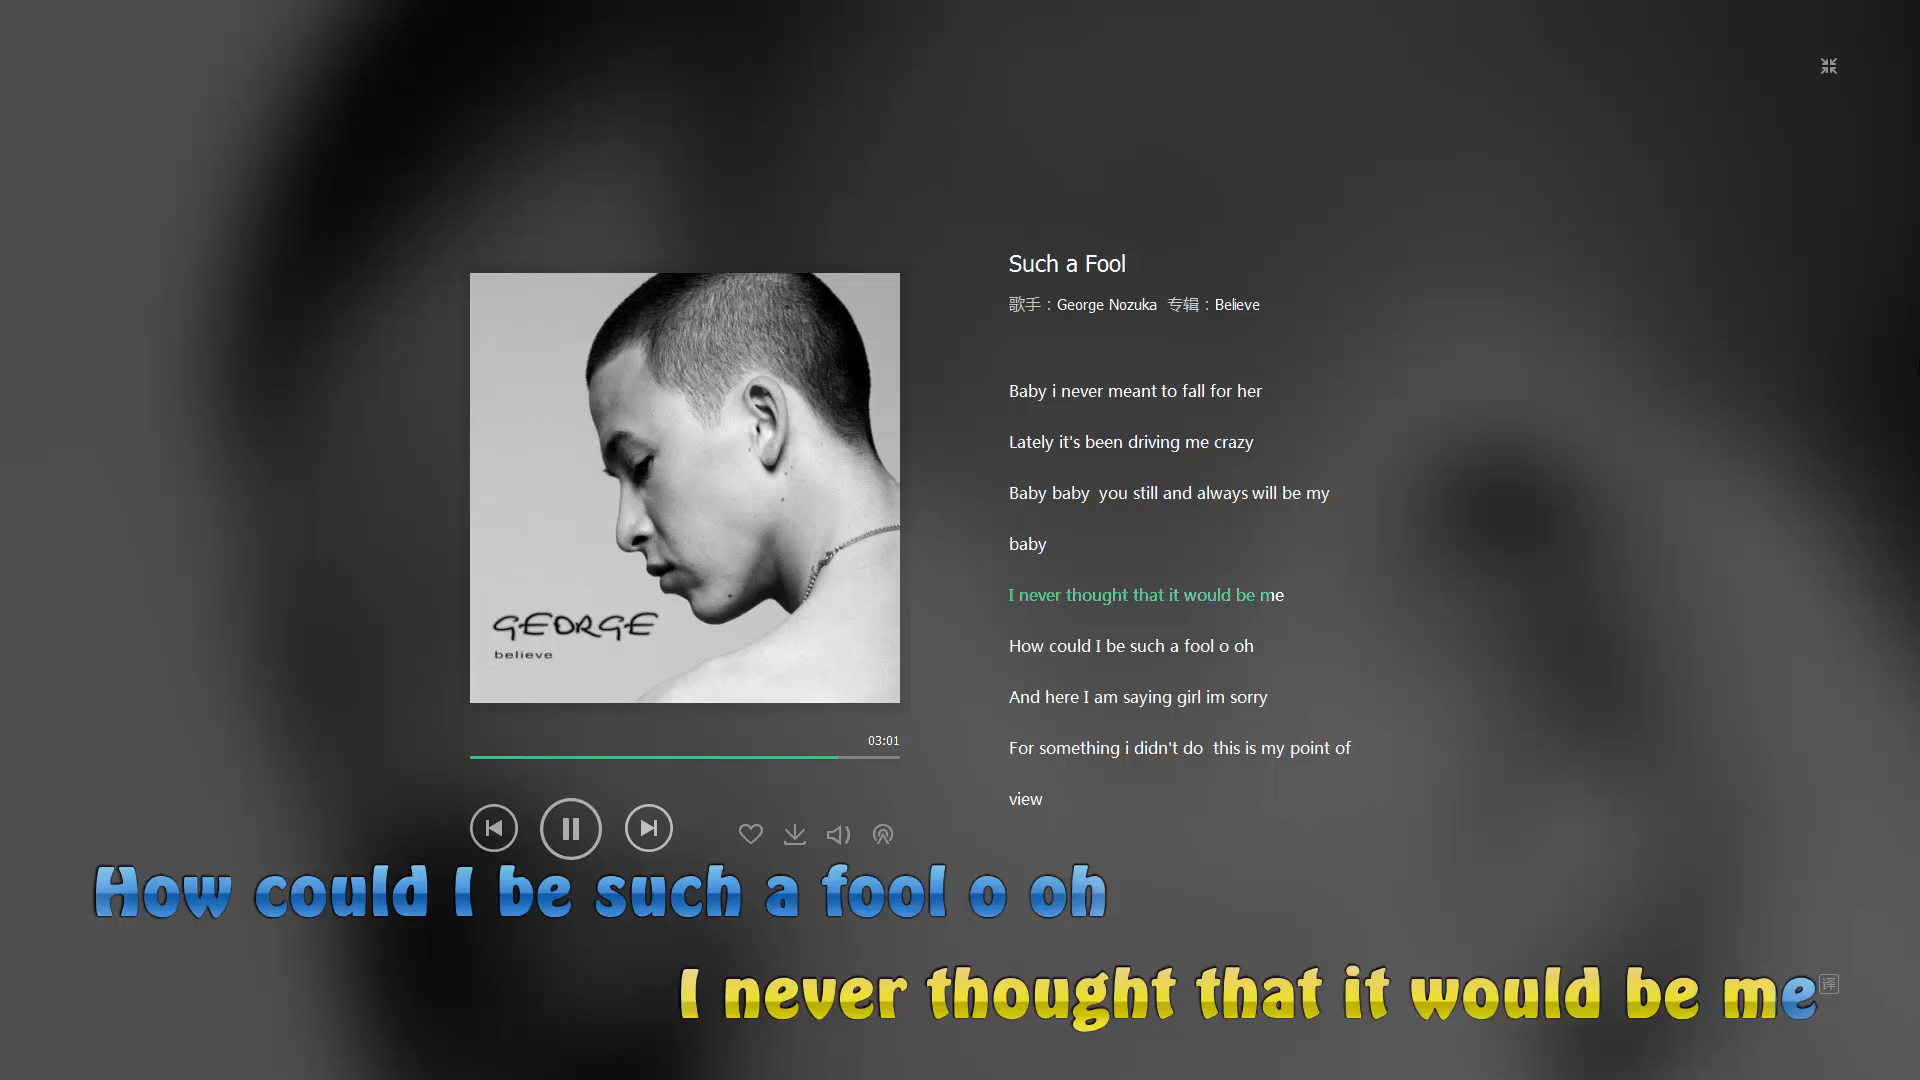 Such a Fool
歌手：George Nozuka 专辑：Believe
Baby i never meant to fall for her
Lately it's been driving me crazy
Baby baby  you still and always will be my
baby
I never thought that it would be me
How could I be such a fool o oh
And here I am saying girl im sorry
For something i didn't do  this is my point of
view
GEORGE
believe
03:01
How could I be such a fool o oh
I never thought that it would be me
译